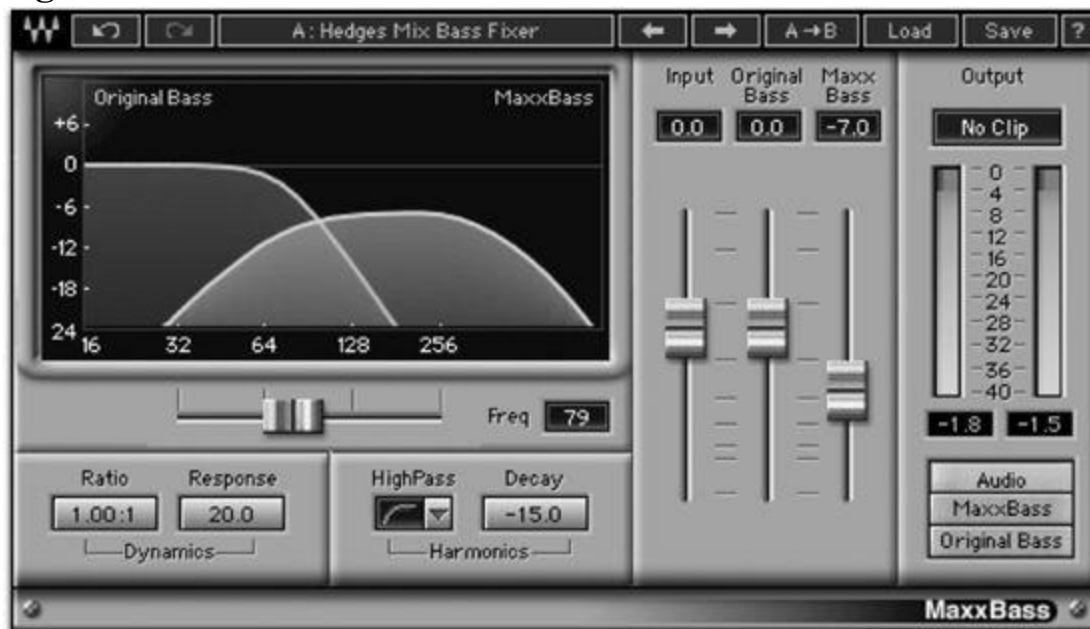 A: Hedges Mix Bass Fixer A→B Load Save ?
Original Bass MaxxBass
+6
0
-6
-12
-18
24
16 32 64 128 256
Freq 79
Ratio Response
1.00:1 20.0
Dynamics
HighPass Decay
-15.0
Harmonics
Input Original Bass Maxx Bass
0.0 0.0 -7.0
Output
No Clip
0
4
8
12
16
20
24
28
32
36
40
-1.8 -1.5
Audio
MaxxBass
Original Bass
MaxxBass